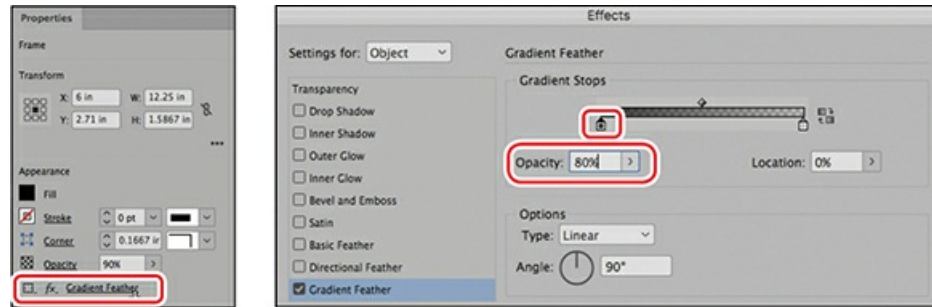 Properties
Frame
Transform
X: 6 in W: 12.25 in
Y: 2.71 in H: 1.5867 in
Appearance
Fill
Stroke 0 pt
Corner 0.1667 in
Opacity 90%
fx. Gradient Feather
Effects
Settings for: Object
Transparency
Drop Shadow
Inner Shadow
Outer Glow
Inner Glow
Bevel and Emboss
Satin
Basic Feather
Directional Feather
Gradient Feather
Gradient Feather
Gradient Stops
Opacity: 80% Location: 0%
Options
Type: Linear
Angle: 90°